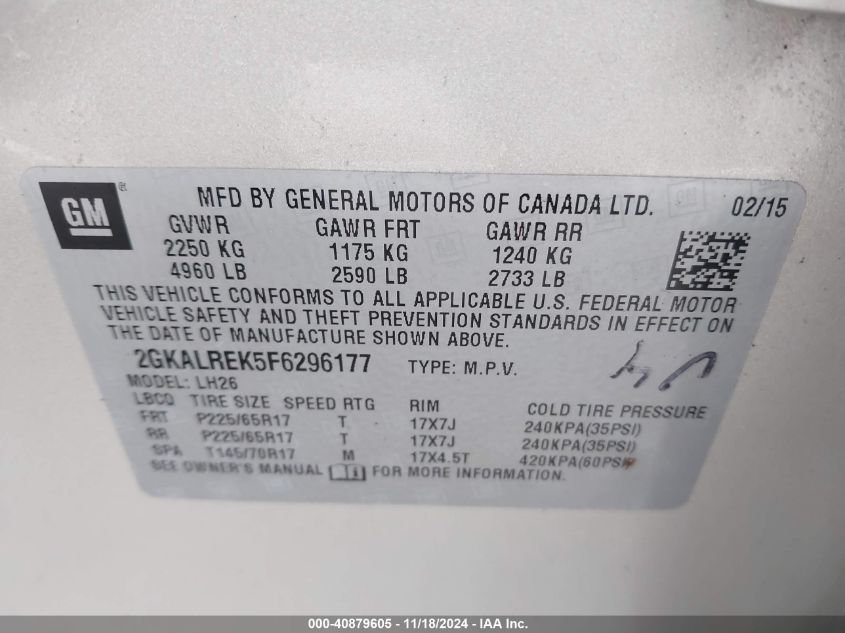 GM ®
MFD BY GENERAL MOTORS OF CANADA LTD. 02/15
GVWR GAWR FRT GAWR RR
2250 KG 1175 KG 1240 KG
4960 LB 2590 LB 2733 LB
THIS VEHICLE CONFORMS TO ALL APPLICABLE U.S. FEDERAL MOTOR
VEHICLE SAFETY AND THEFT PREVENTION STANDARDS IN EFFECT ON
THE DATE OF MANUFACTURE SHOWN ABOVE.
2GKALREK5F6296177 TYPE: M.P.V.
MODEL: LH26
LBCQ TIRE SIZE SPEED RTG RIM COLD TIRE PRESSURE
FRT P225/65R17 T 17X7J 240KPA(35PSI)
RR P225/65R17 T 17X7J 240KPA(35PSI)
SPA T145/70R17 M 17X4.5T 420KPA(60PSI)
SEE OWNER'S MANUAL FOR MORE INFORMATION.
000-40879605 - 11/18/2024 - IAA Inc.